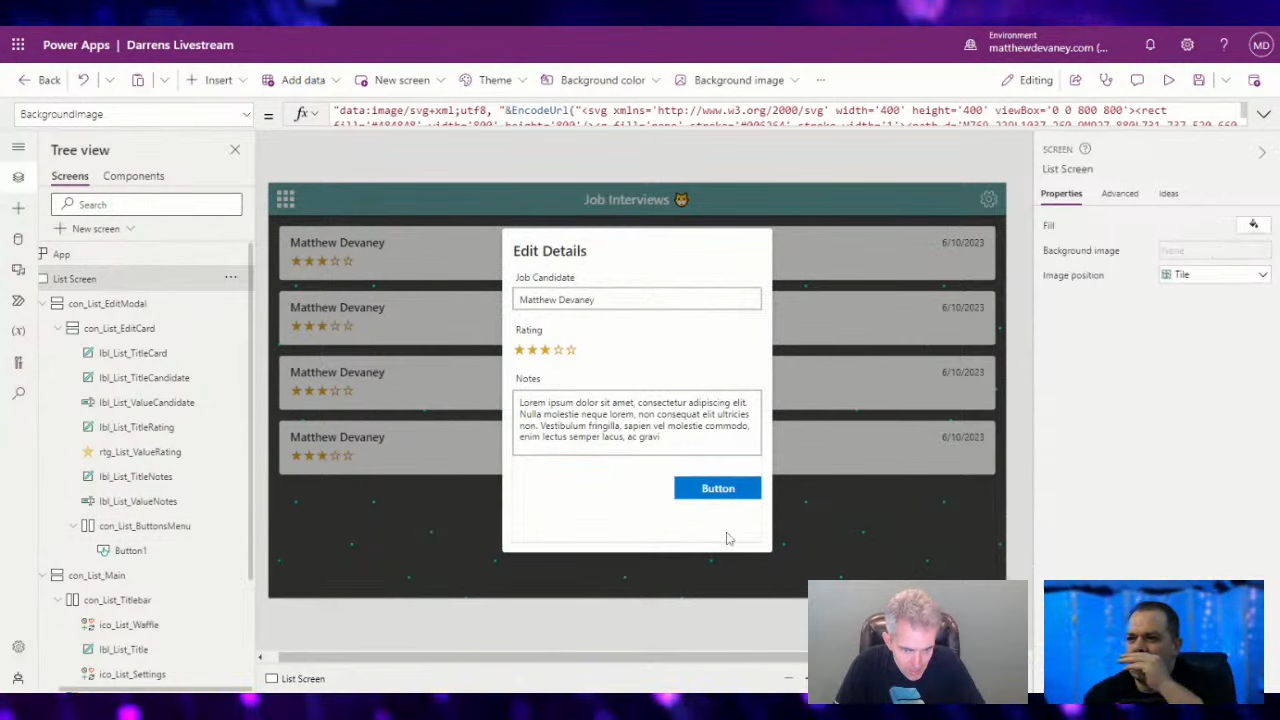 Power Apps | Darrens Livestream
Environment
matthewdevaney.com (...
MD
Back
Insert
Add data
New screen
Theme
Background color
Background image
...
Editing
BackgroundImage
=
fx
"data:image/svg+xml;utf8, "&EncodeUrl("<svg xmlns='http://www.w3.org/2000/svg' width='400' height='400' viewBox='0 0 800 800'><rect
Tree view
Screens
Components
Search
New screen
App
List Screen
...
con_List_EditModal
con_List_EditCard
lbl_List_TitleCard
lbl_List_TitleCandidate
lbl_List_ValueCandidate
lbl_List_TitleRating
rtg_List_ValueRating
lbl_List_TitleNotes
lbl_List_ValueNotes
con_List_ButtonsMenu
Button1
con_List_Main
con_List_Titlebar
ico_List_Waffle
lbl_List_Title
ico_List_Settings
Job Interviews
Matthew Devaney
6/10/2023
Matthew Devaney
6/10/2023
Matthew Devaney
6/10/2023
Matthew Devaney
6/10/2023
Edit Details
Job Candidate
Matthew Devaney
Rating
Notes
Lorem ipsum dolor sit amet, consectetur adipiscing elit.
Nulla molestie neque lorem, non consequat elit ultricies
non. Vestibulum fringilla, sapien vel molestie commodo,
enim lectus semper lacus, ac gravi
Button
List Screen
SCREEN
List Screen
Properties
Advanced
Ideas
Fill
Background image
None
Image position
Tile